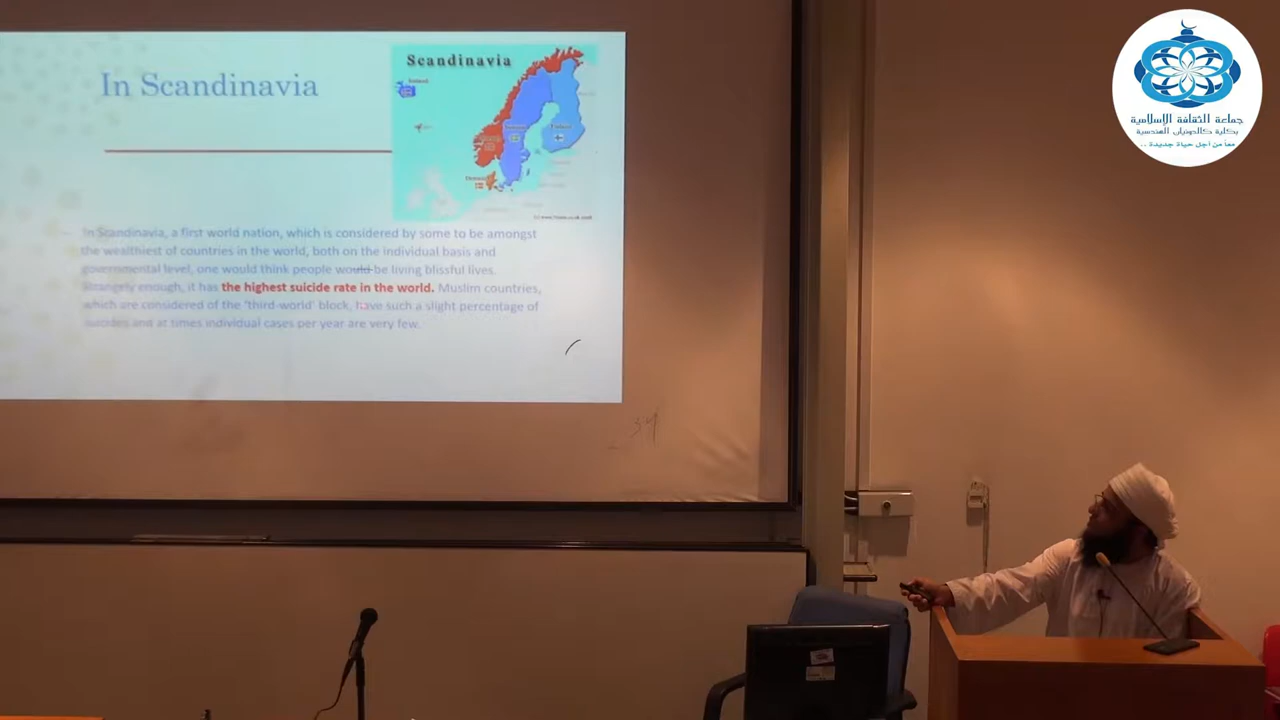 In Scandinavia
Scandinavia
In Scandinavia, a first world nation, which is considered by some to be amongst
the wealthiest of countries in the world, both on the individual basis and
governmental level, one would think people would be living blissful lives.
Strangely enough, it has the highest suicide rate in the world. Muslim countries,
which are considered of the 'third-world' block, have such a slight percentage of
suicides and at times individual cases per year are very few.
جماعة الثقافة الإسلامية
بكلية كالدونيان الهندسية
معا من أجل حياة جديدة ..